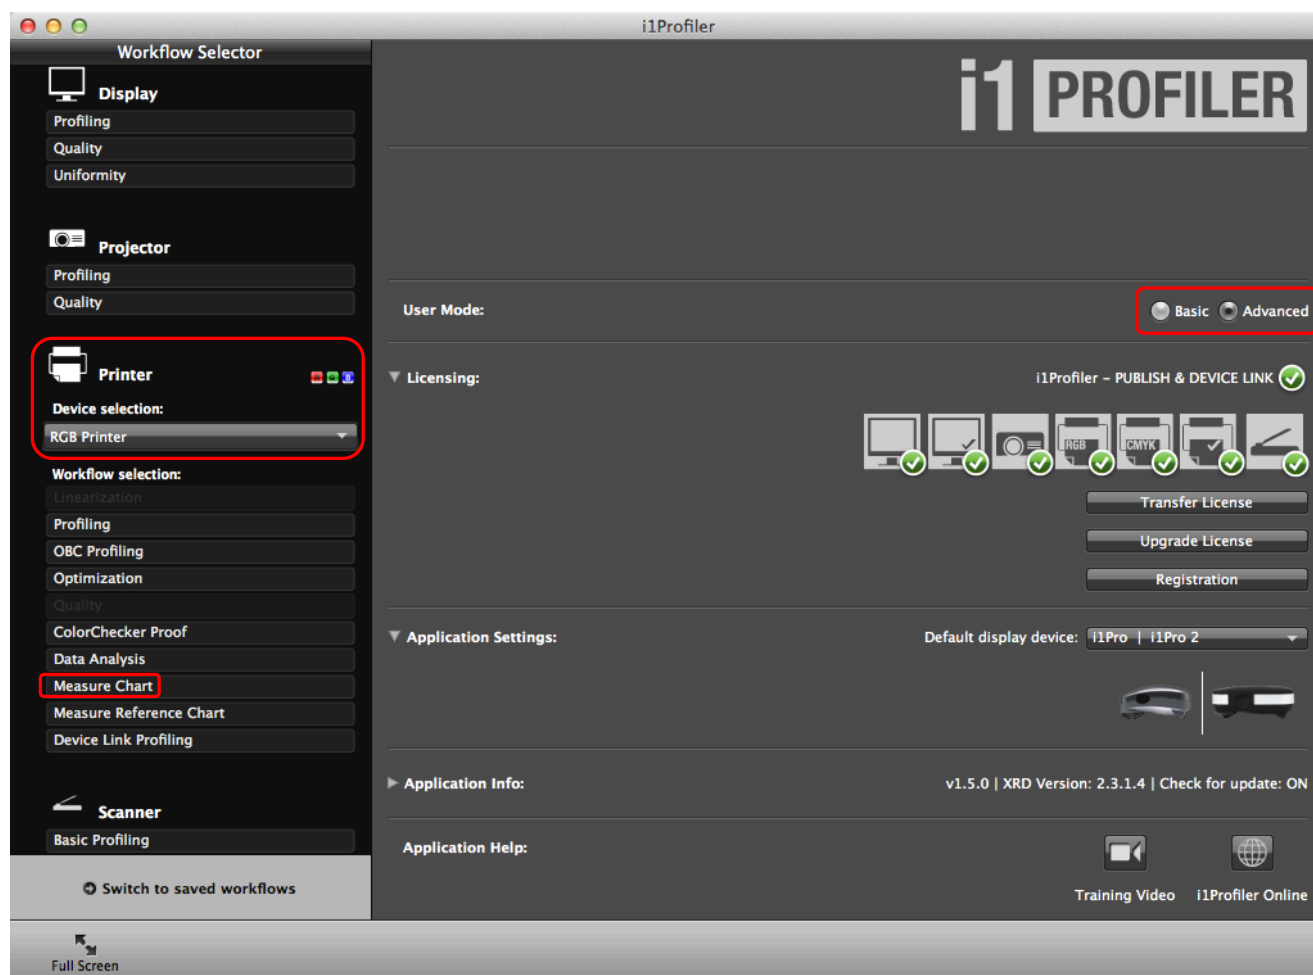 i1Profiler
Workflow Selector
Display
Profiling
Quality
Uniformity
Projector
Profiling
Quality
Printer
Device selection:
RGB Printer
Workflow selection:
Linearization
Profiling
OBC Profiling
Optimization
Quality
ColorChecker Proof
Data Analysis
Measure Chart
Measure Reference Chart
Device Link Profiling
Scanner
Basic Profiling
Switch to saved workflows
Full Screen
i1 PROFILER
User Mode:
Basic Advanced
Licensing:
i1Profiler – PUBLISH & DEVICE LINK
RGB CMYK
Transfer License
Upgrade License
Registration
Application Settings:
Default display device: i1Pro | i1Pro 2
Application Info:
v1.5.0 | XRD Version: 2.3.1.4 | Check for update: ON
Application Help:
Training Video i1Profiler Online